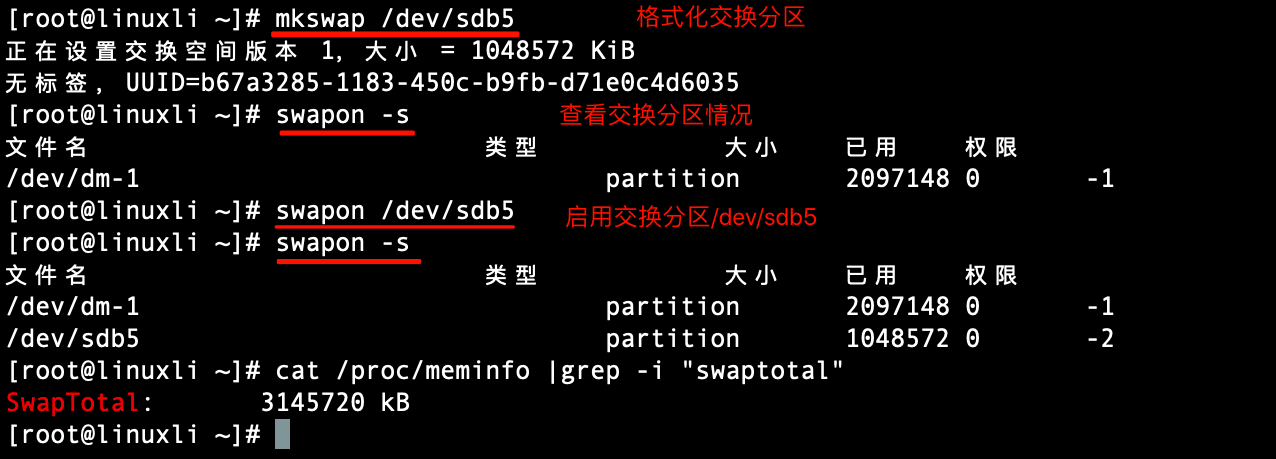 [root@linuxli ~]# mkswap /dev/sdb5 格式化交换分区
正在设置交换空间版本 1，大小 = 1048572 KiB
无标签，UUID=b67a3285-1183-450c-b9fb-d71e0c4d6035
[root@linuxli ~]# swapon -s 查看交换分区情况
文件名 类型 大小 已用 权限
/dev/dm-1 partition 2097148 0 -1
[root@linuxli ~]# swapon /dev/sdb5 启用交换分区/dev/sdb5
[root@linuxli ~]# swapon -s
文件名 类型 大小 已用 权限
/dev/dm-1 partition 2097148 0 -1
/dev/sdb5 partition 1048572 0 -2
[root@linuxli ~]# cat /proc/meminfo |grep -i "swaptotal"
SwapTotal: 3145720 kB
[root@linuxli ~]#